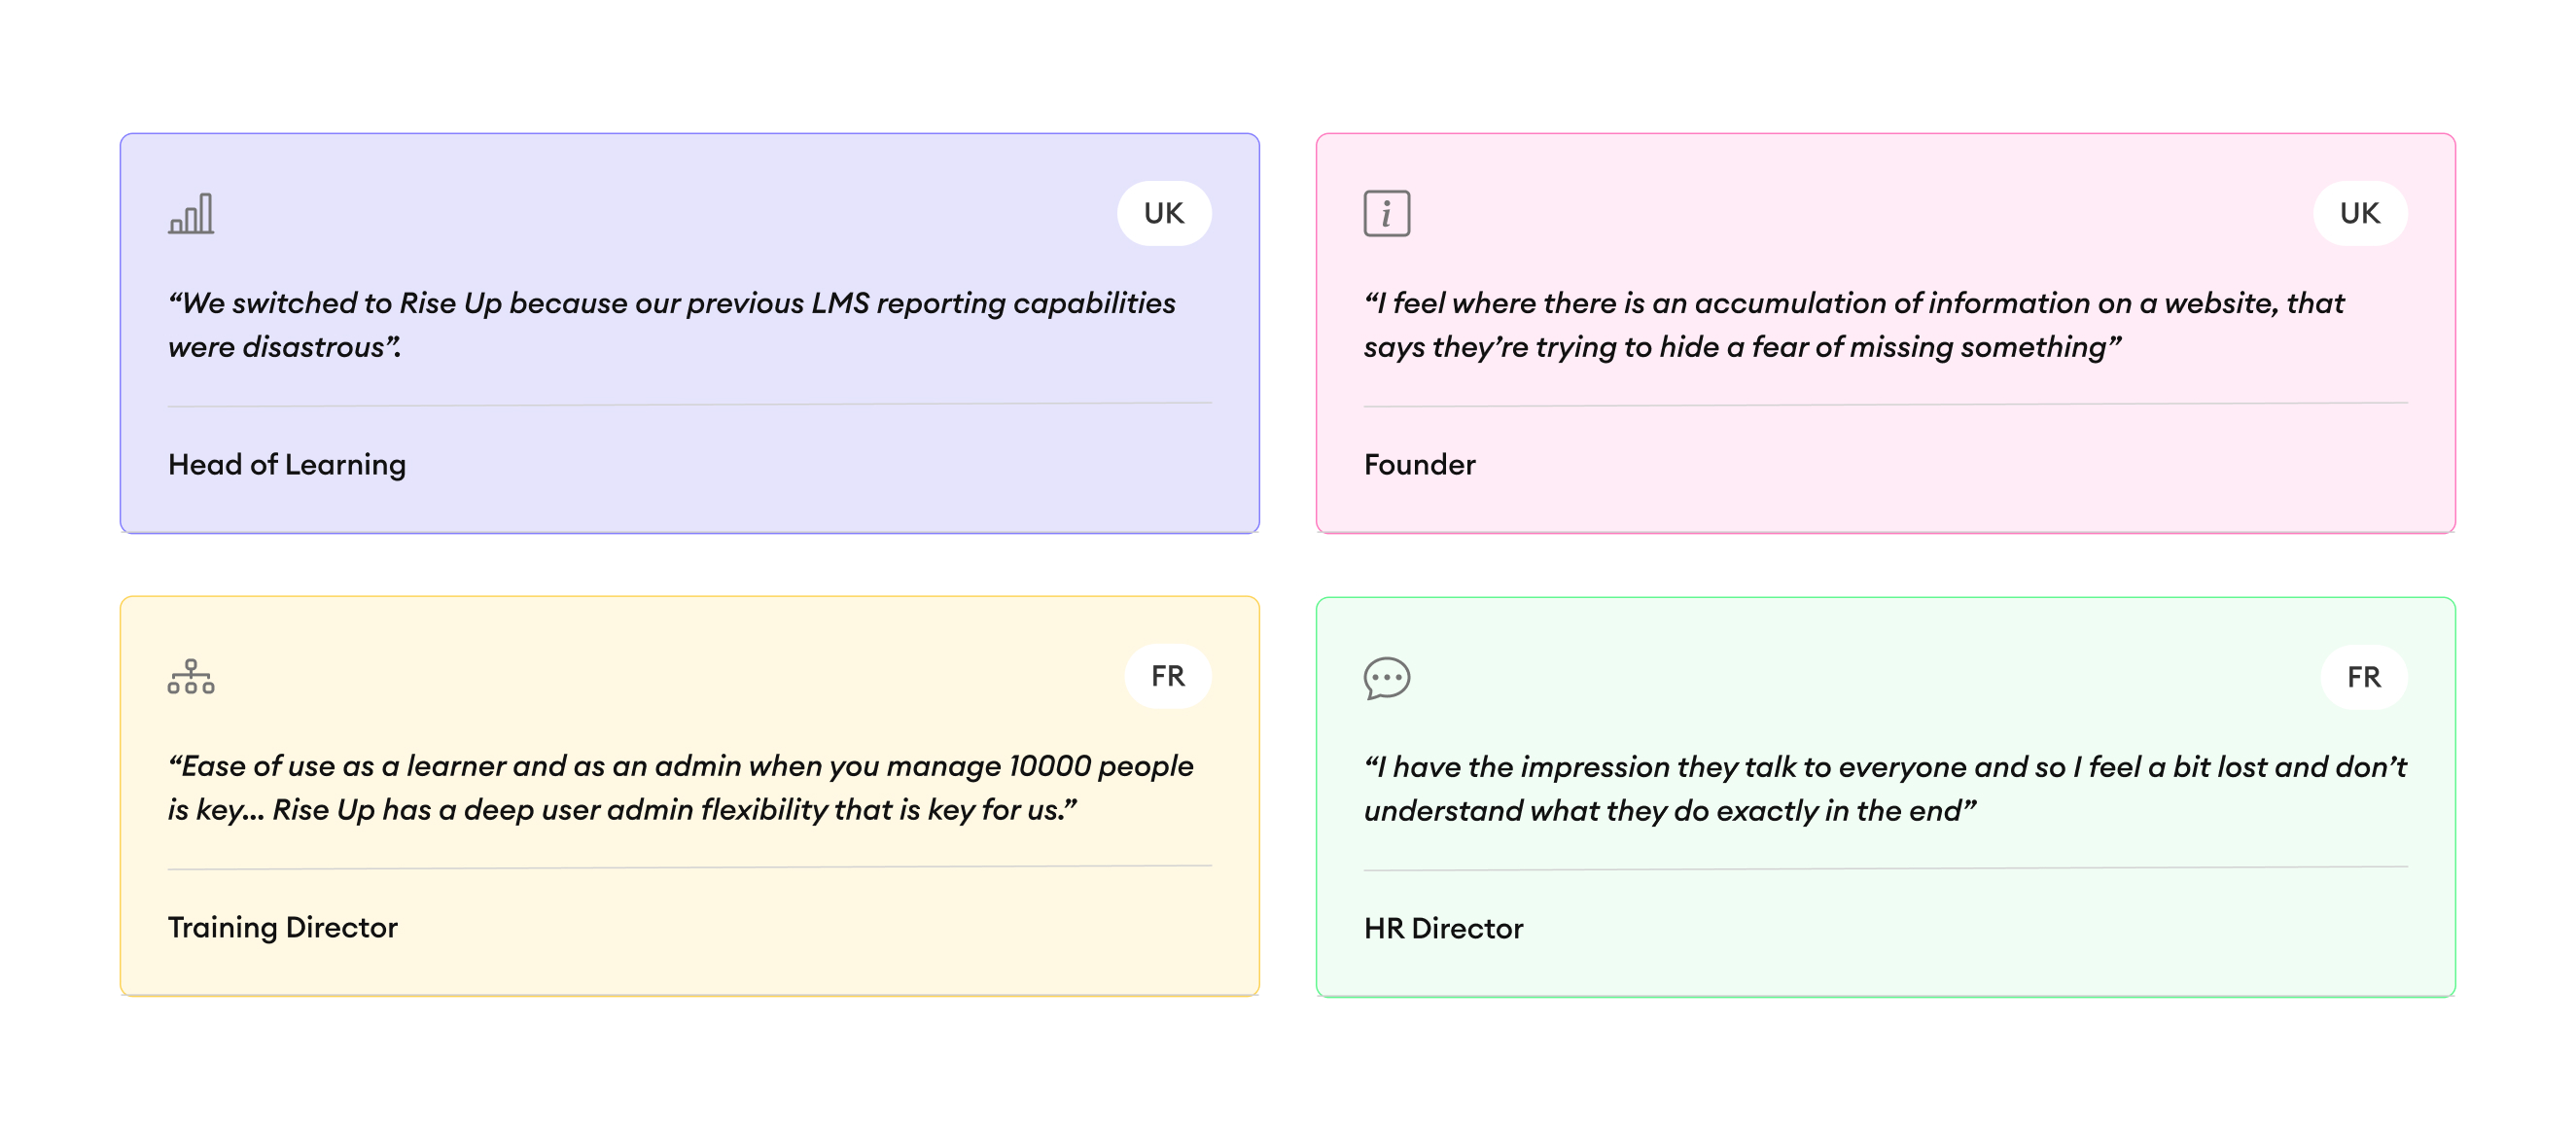 UK
“We switched to Rise Up because our previous LMS reporting capabilities
were disastrous”.
Head of Learning
UK
“I feel where there is an accumulation of information on a website, that
says they’re trying to hide a fear of missing something”
Founder
FR
“Ease of use as a learner and as an admin when you manage 10000 people
is key... Rise Up has a deep user admin flexibility that is key for us.”
Training Director
FR
“I have the impression they talk to everyone and so I feel a bit lost and don’t
understand what they do exactly in the end”
HR Director